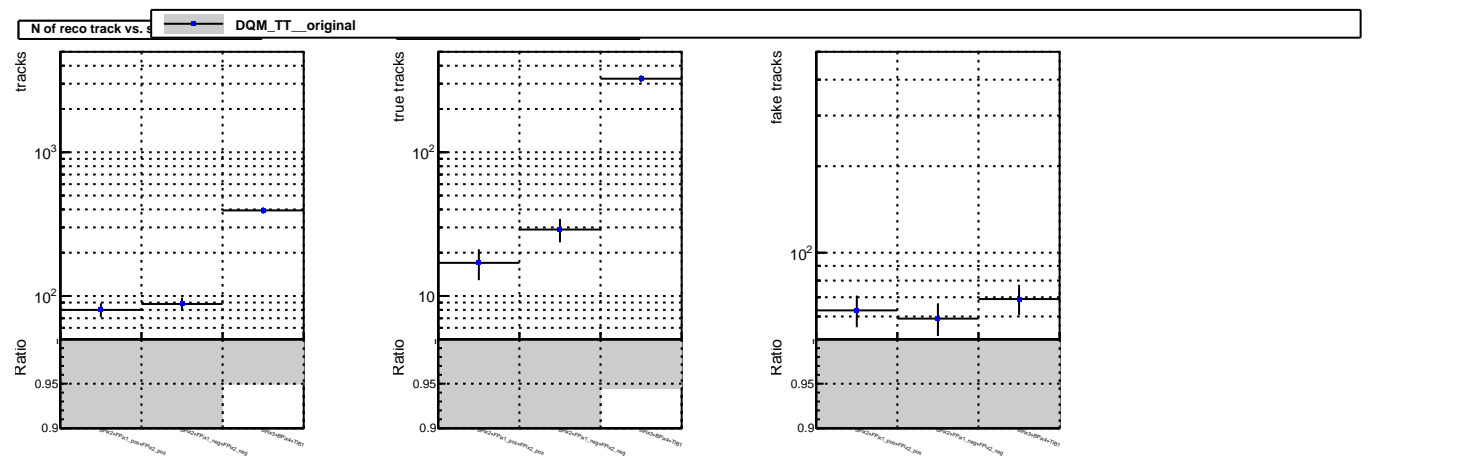 N of reco track vs. s
DQM_TT__original
tracks
true tracks
fake tracks
10³
10²
10²
10
10²
Ratio
Ratio
Ratio
0.95
0.95
0.95
0.9
0.9
0.9